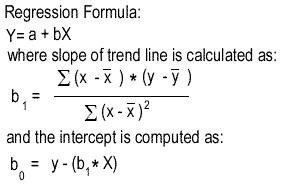 Regression Formula:
Y= a + bX
where slope of trend line is calculated as:
b₁ = ∑ (x - x̅ ) * (y - y̅ ) / ∑ (x - x̅ )²
and the intercept is computed as:
b₀ = y - (b₁* X)